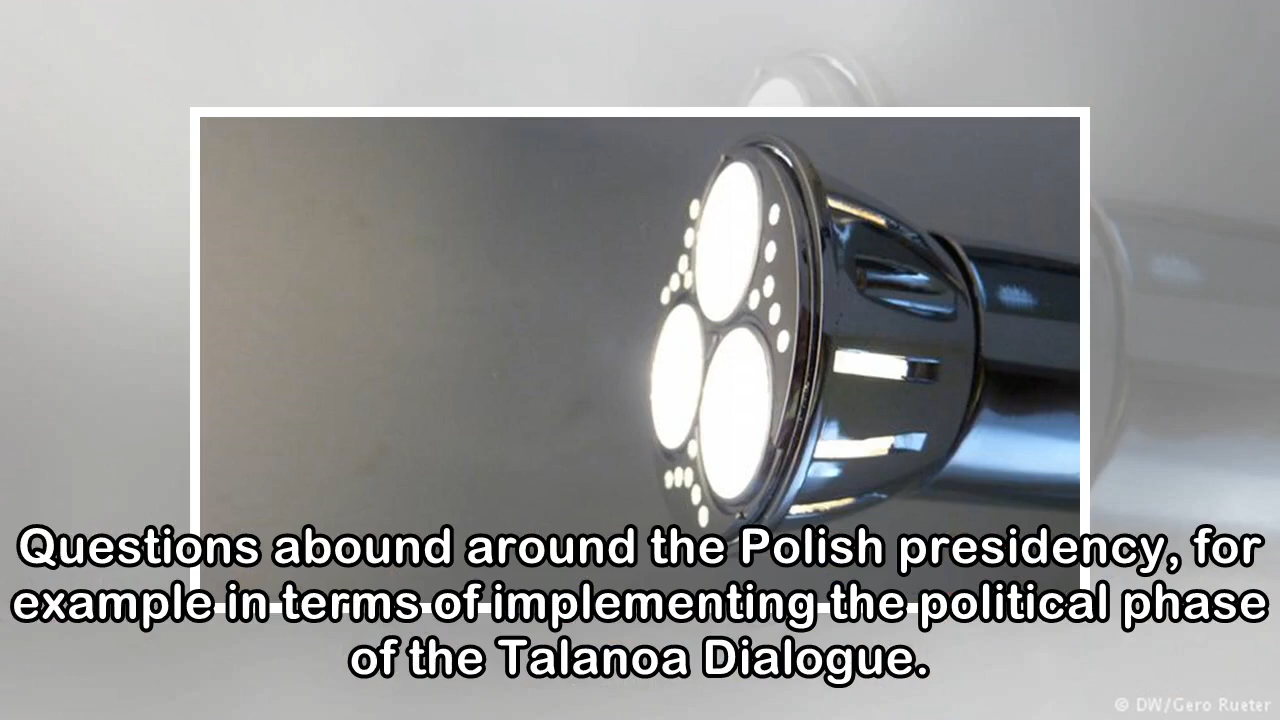 Questions abound around the Polish presidency, for
example in terms of implementing the political phase
of the Talanoa Dialogue.
© DW/Gero Rueter